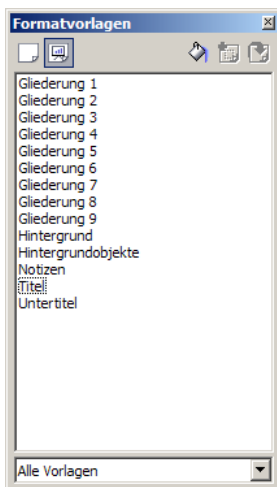 Formatvorlagen
Gliederung 1
Gliederung 2
Gliederung 3
Gliederung 4
Gliederung 5
Gliederung 6
Gliederung 7
Gliederung 8
Gliederung 9
Hintergrund
Hintergrundobjekte
Notizen
Titel
Untertitel
Alle Vorlagen